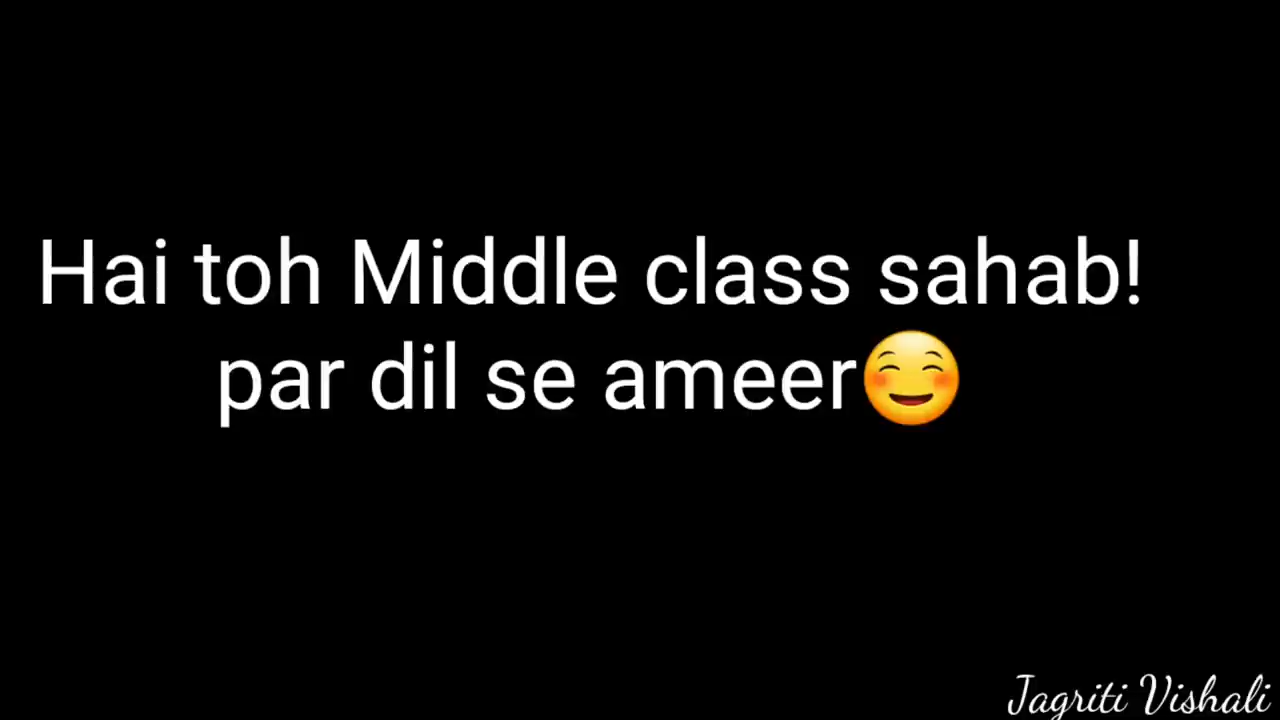 Hai toh Middle class sahab!
par dil se ameer😊
Jagriti Vishali